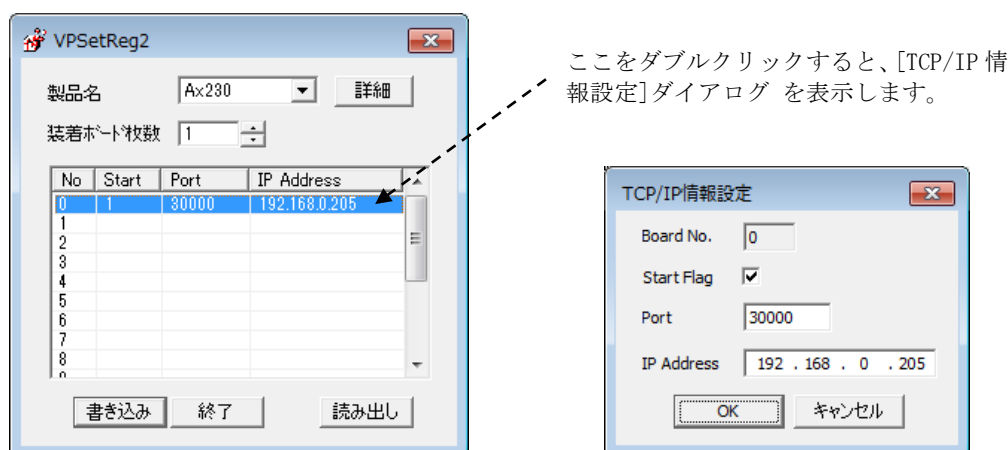 VPSetReg2
製品名 Ax230 詳細
装着ボード枚数 1
No Start Port IP Address
0 1 30000 192.168.0.205
1
2
3
4
5
6
7
8
書き込み 終了 読み出し
ここをダブルクリックすると、[TCP/IP 情
報設定]ダイアログ を表示します。
TCP/IP情報設定
Board No. 0
Start Flag
Port 30000
IP Address 192 . 168 . 0 . 205
OK キャンセル